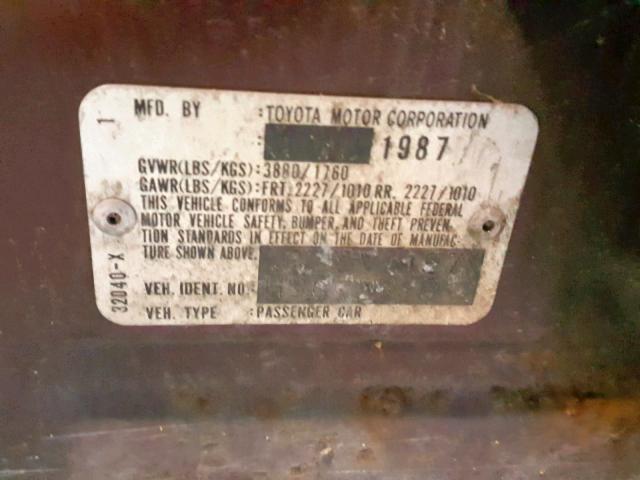 MFD. BY :TOYOTA MOTOR CORPORATION
: 1987
GVWR(LBS/KGS):3880/1760
GAWR(LBS/KGS):FRT. 2227/1010 RR. 2227/1010
THIS VEHICLE CONFORMS TO ALL APPLICABLE FEDERAL
MOTOR VEHICLE SAFETY, BUMPER, AND THEFT PREVEN-
TION STANDARDS IN EFFECT ON THE DATE OF MANUFAC-
TURE SHOWN ABOVE.
VEH. IDENT. NO.
VEH. TYPE :PASSENGER CAR
32040-X 1